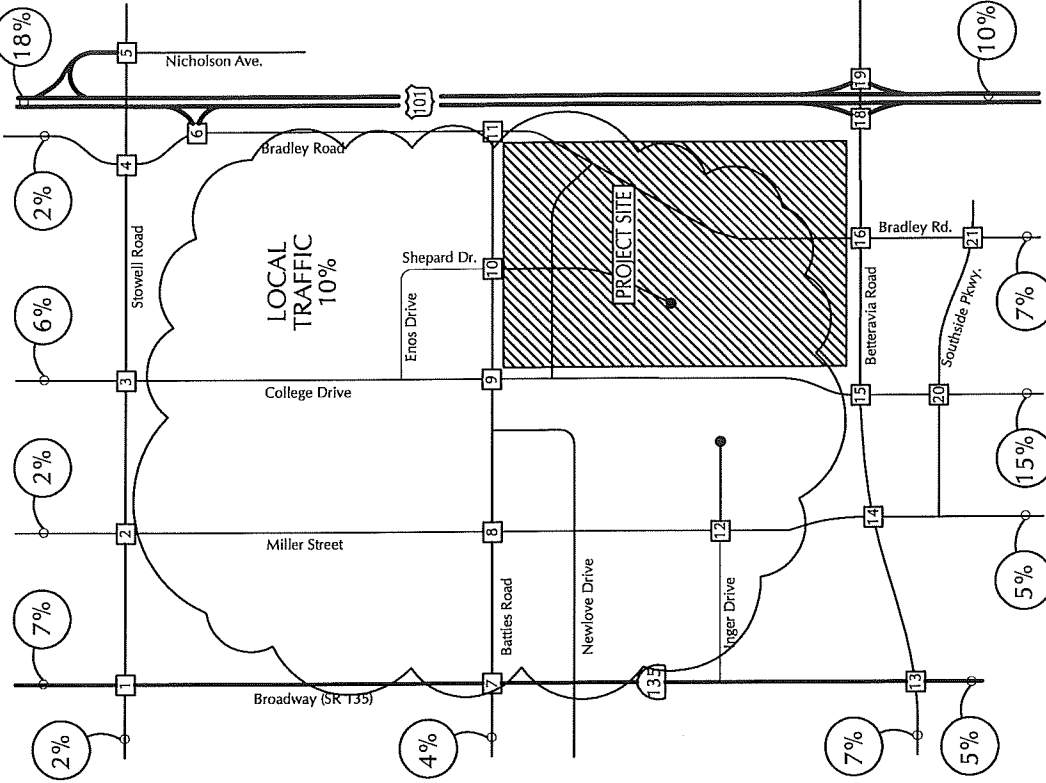 18%
5
Nicholson Ave.
101
19
10%
18
2%
4
6
Bradley Road
11
Stowell Road
LOCAL
TRAFFIC
10%
Shepard Dr.
10
PROJECT SITE
16
Bradley Rd.
21
6%
Enos Drive
Betteravia Road
Southside Pkwy.
7%
3
College Drive
9
15
20
15%
2%
2
Miller Street
8
12
14
5%
7%
Battles Road
Newlove Drive
Inger Drive
1
Broadway (SR 135)
7
135
13
2%
4%
7%
5%